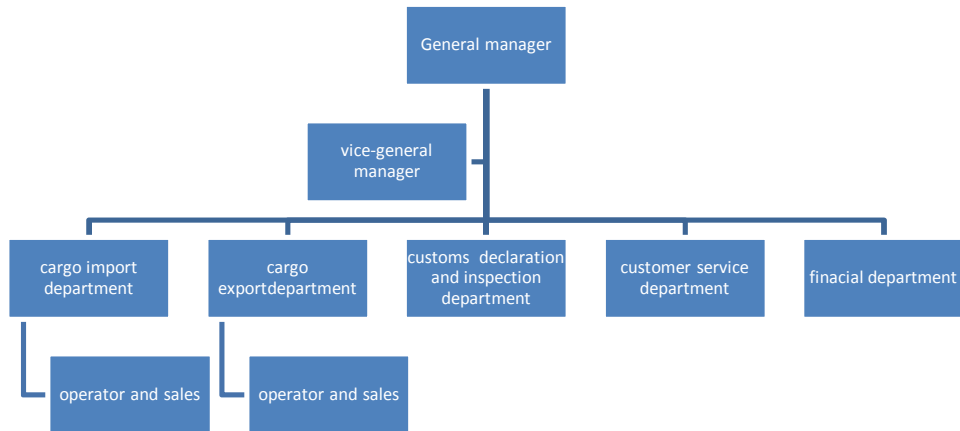 General manager
vice-general
manager
cargo import
department
cargo
exportdepartment
customs declaration
and inspection
department
customer service
department
finacial department
operator and sales
operator and sales